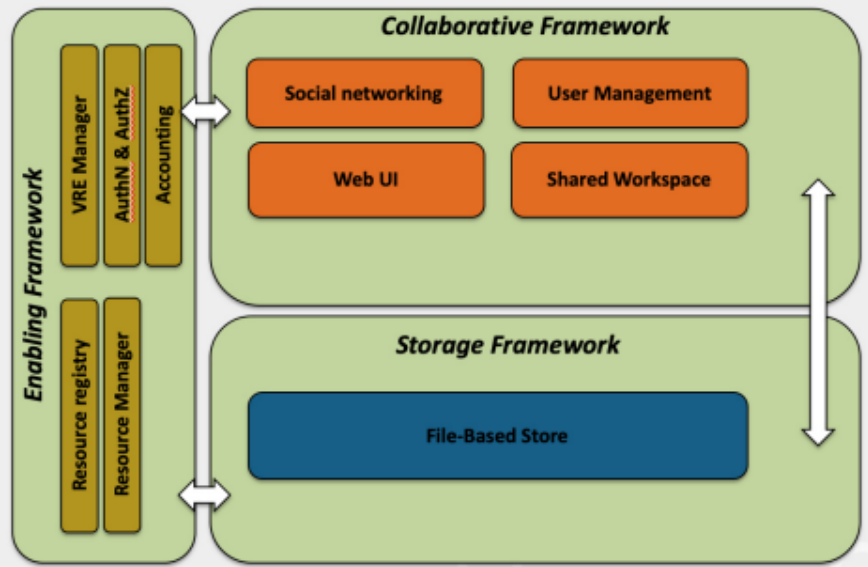 Enabling Framework
VRE Manager
AuthN & AuthZ
Accounting
Resource registry
Resource Manager
Collaborative Framework
Social networking
User Management
Web UI
Shared Workspace
Storage Framework
File-Based Store